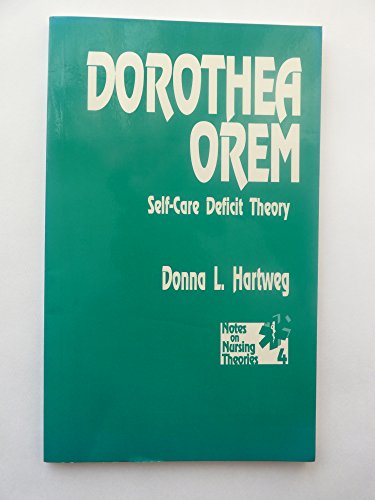 DOROTHEA
OREM
Self-Care Deficit Theory
Donna L. Hartweg
Notes
on
Nursing
Theories
4